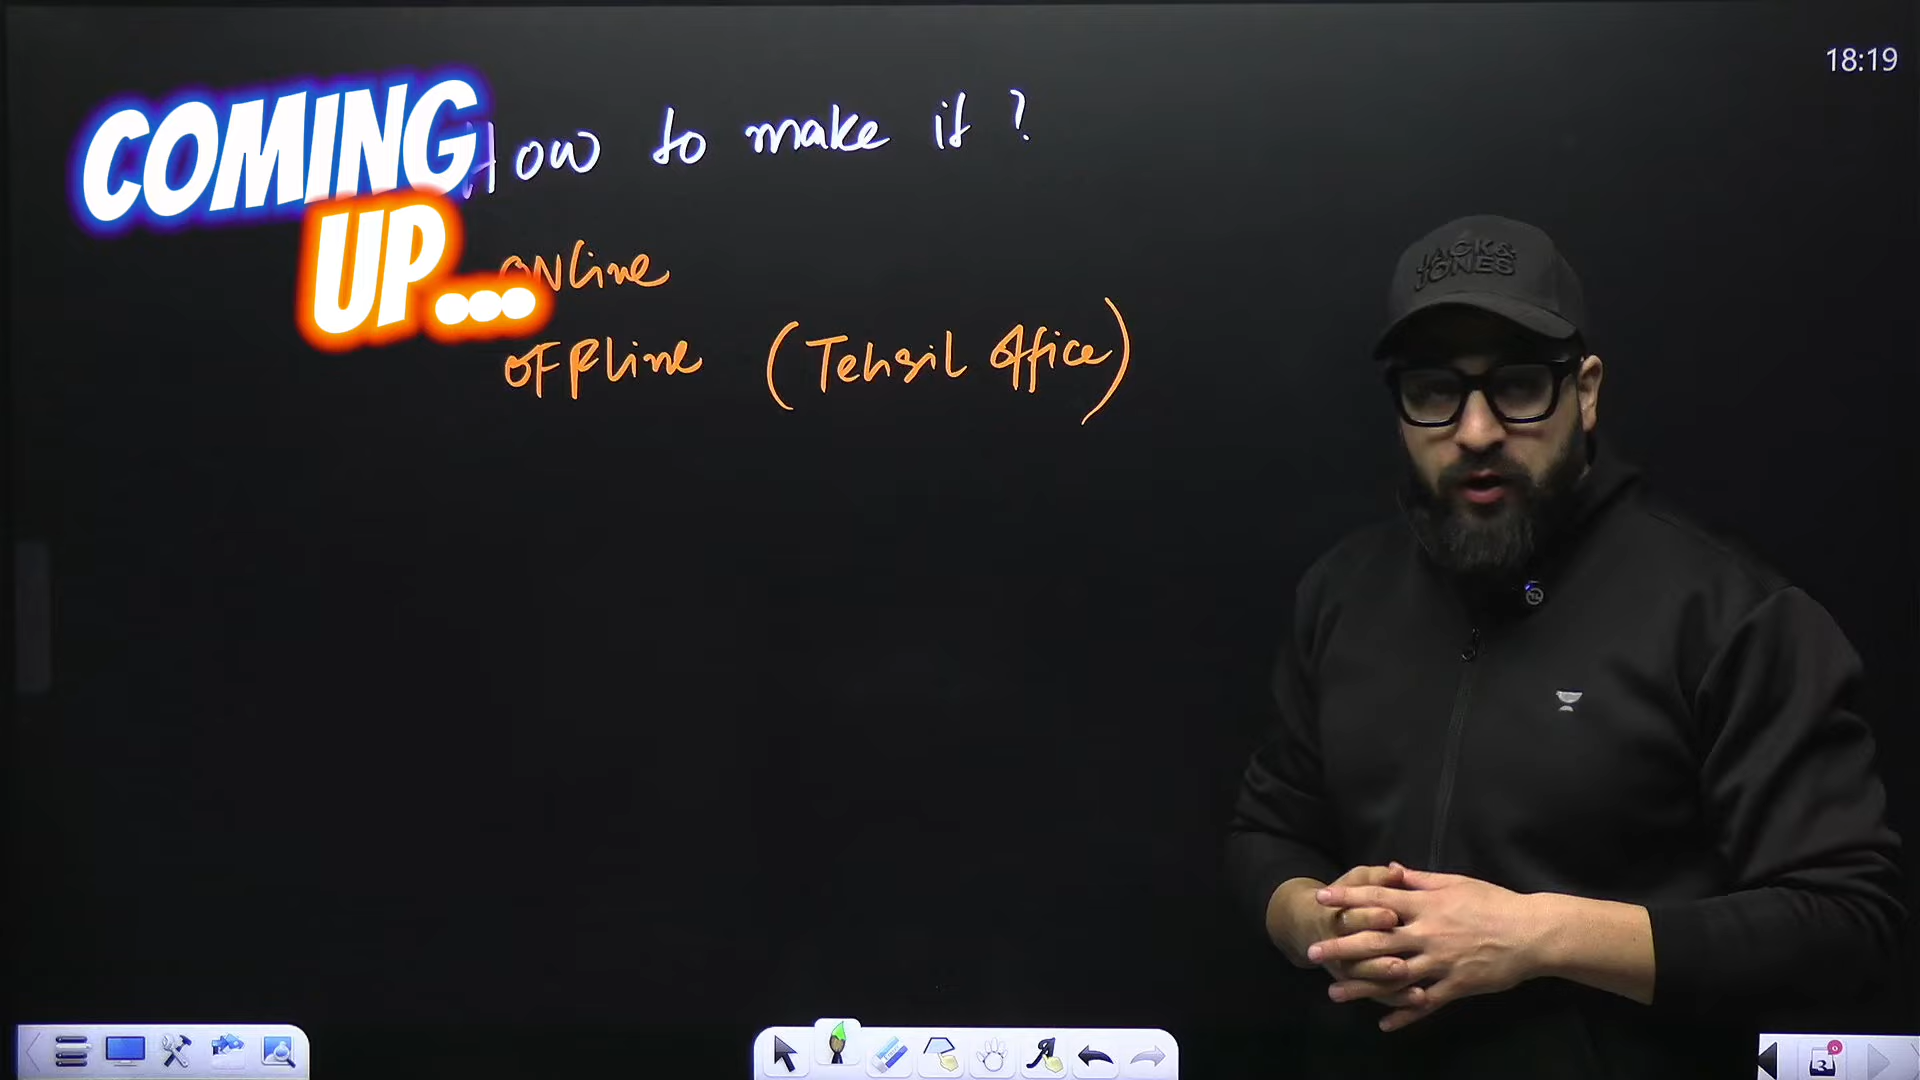 18:19
COMING
UP...
How to make it ?
ONline
OFFline (Tehsil Office)
JACK&
JONES